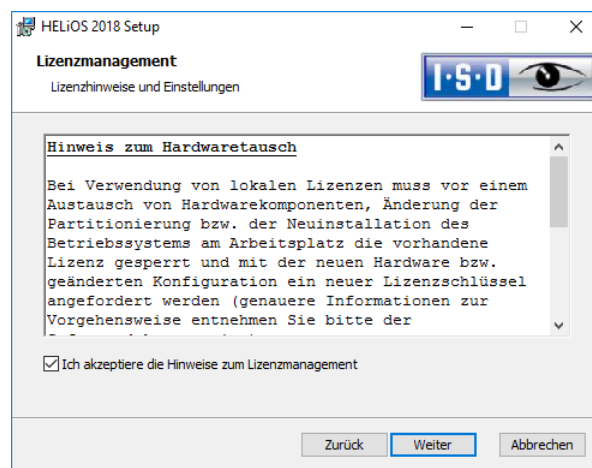 HELiOS 2018 Setup
Lizenzmanagement
Lizenzhinweise und Einstellungen
I·S·D
Hinweis zum Hardwaretausch
Bei Verwendung von lokalen Lizenzen muss vor einem
Austausch von Hardwarekomponenten, Änderung der
Partitionierung bzw. der Neuinstallation des
Betriebssystems am Arbeitsplatz die vorhandene
Lizenz gesperrt und mit der neuen Hardware bzw.
geänderten Konfiguration ein neuer Lizenzschlüssel
angefordert werden (genauere Informationen zur
Vorgehensweise entnehmen Sie bitte der
Ich akzeptiere die Hinweise zum Lizenzmanagement
Zurück
Weiter
Abbrechen